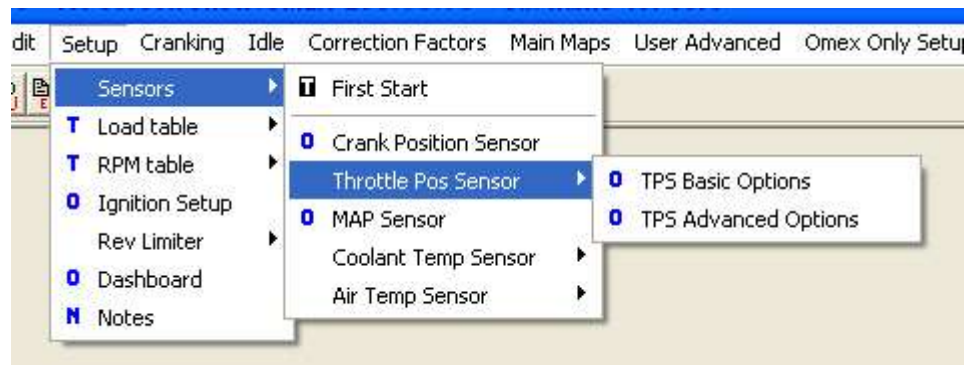 dit Setup Cranking Idle Correction Factors Main Maps User Advanced Omex Only Setup
Sensors
T Load table
T RPM table
O Ignition Setup
Rev Limiter
O Dashboard
N Notes
T First Start
O Crank Position Sensor
Throttle Pos Sensor
O MAP Sensor
Coolant Temp Sensor
Air Temp Sensor
O TPS Basic Options
O TPS Advanced Options